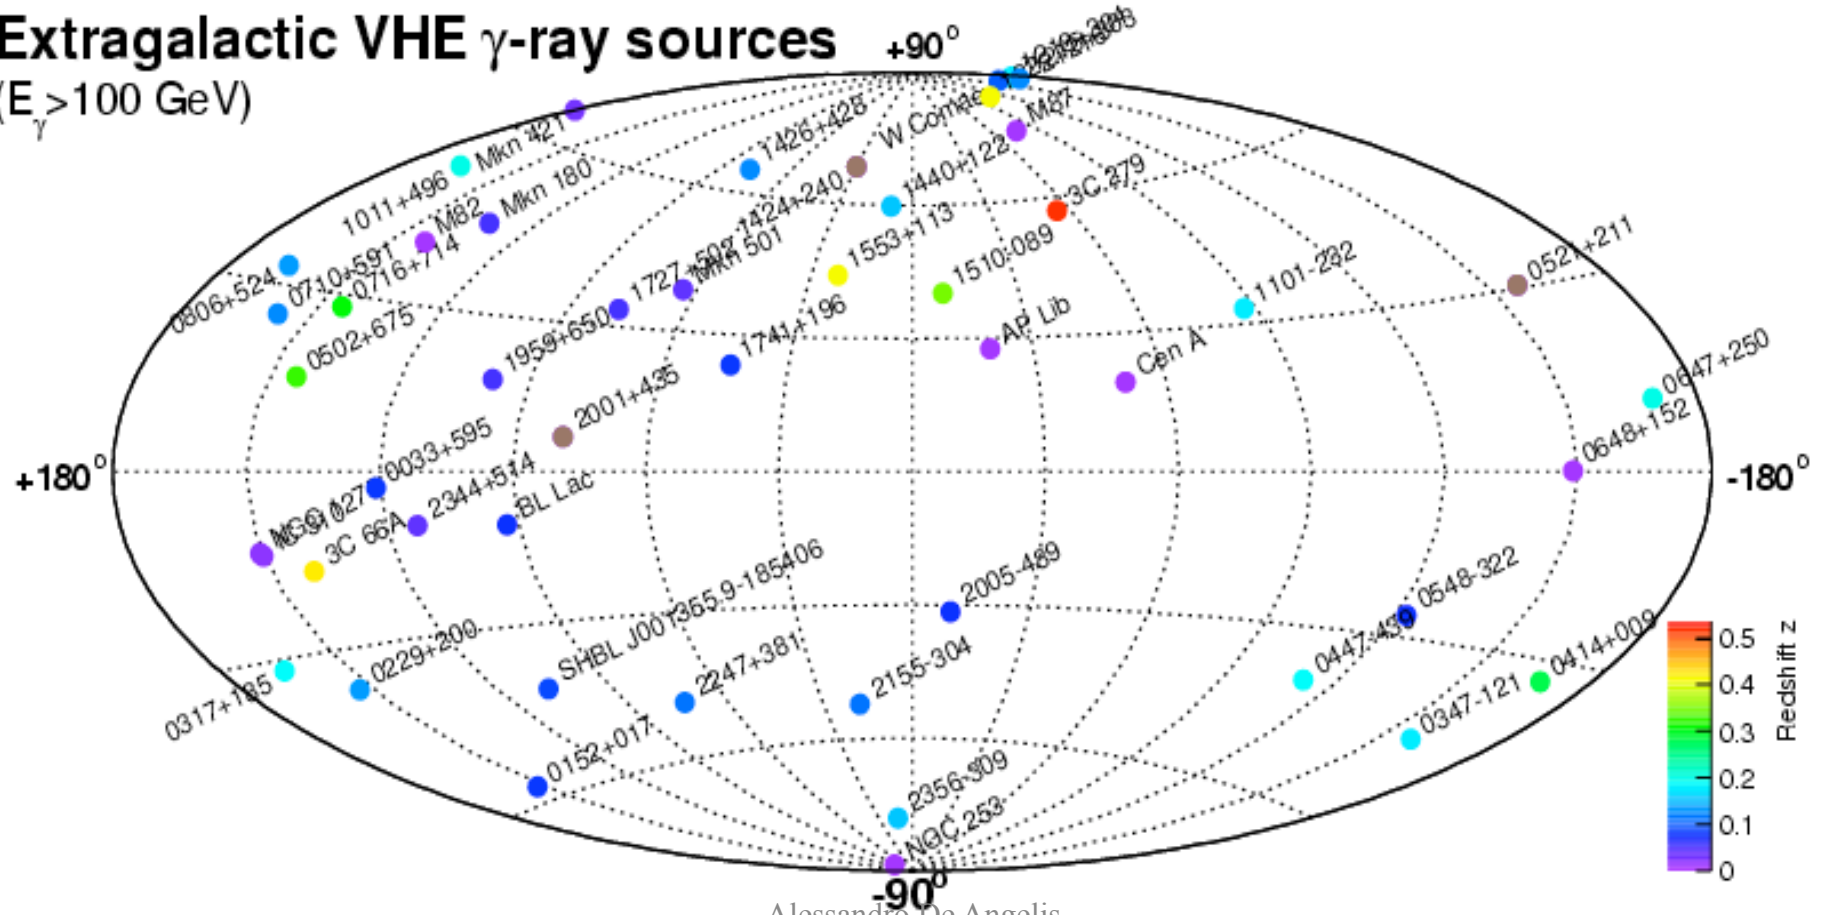 Extragalactic VHE γ-ray sources
(Eγ>100 GeV)
+90°
M87
W Comae
1426+428
Mkn 421
1440+122
3C 279
Mkn 180
1011+496
M82
1424+240
1553+113
1510-089
1101-232
0521+211
Mkn 501
0710+591
0716+714
0806+524
0502+675
1959+650
1741+196
AP Lib
Cen A
0647+250
2001+435
0648+152
0033+595
2344+514
BL Lac
+180°
-180°
3C 66A
2005-489
0548-322
SHBL J001355.9-185406
0229+200
2247+381
2155-304
0414+009
0317+185
0347-121
0152+017
2356-309
NGC 253
-90°
0.5
0.4
0.3
0.2
0.1
0
Redshift z
Alessandro De Angelis